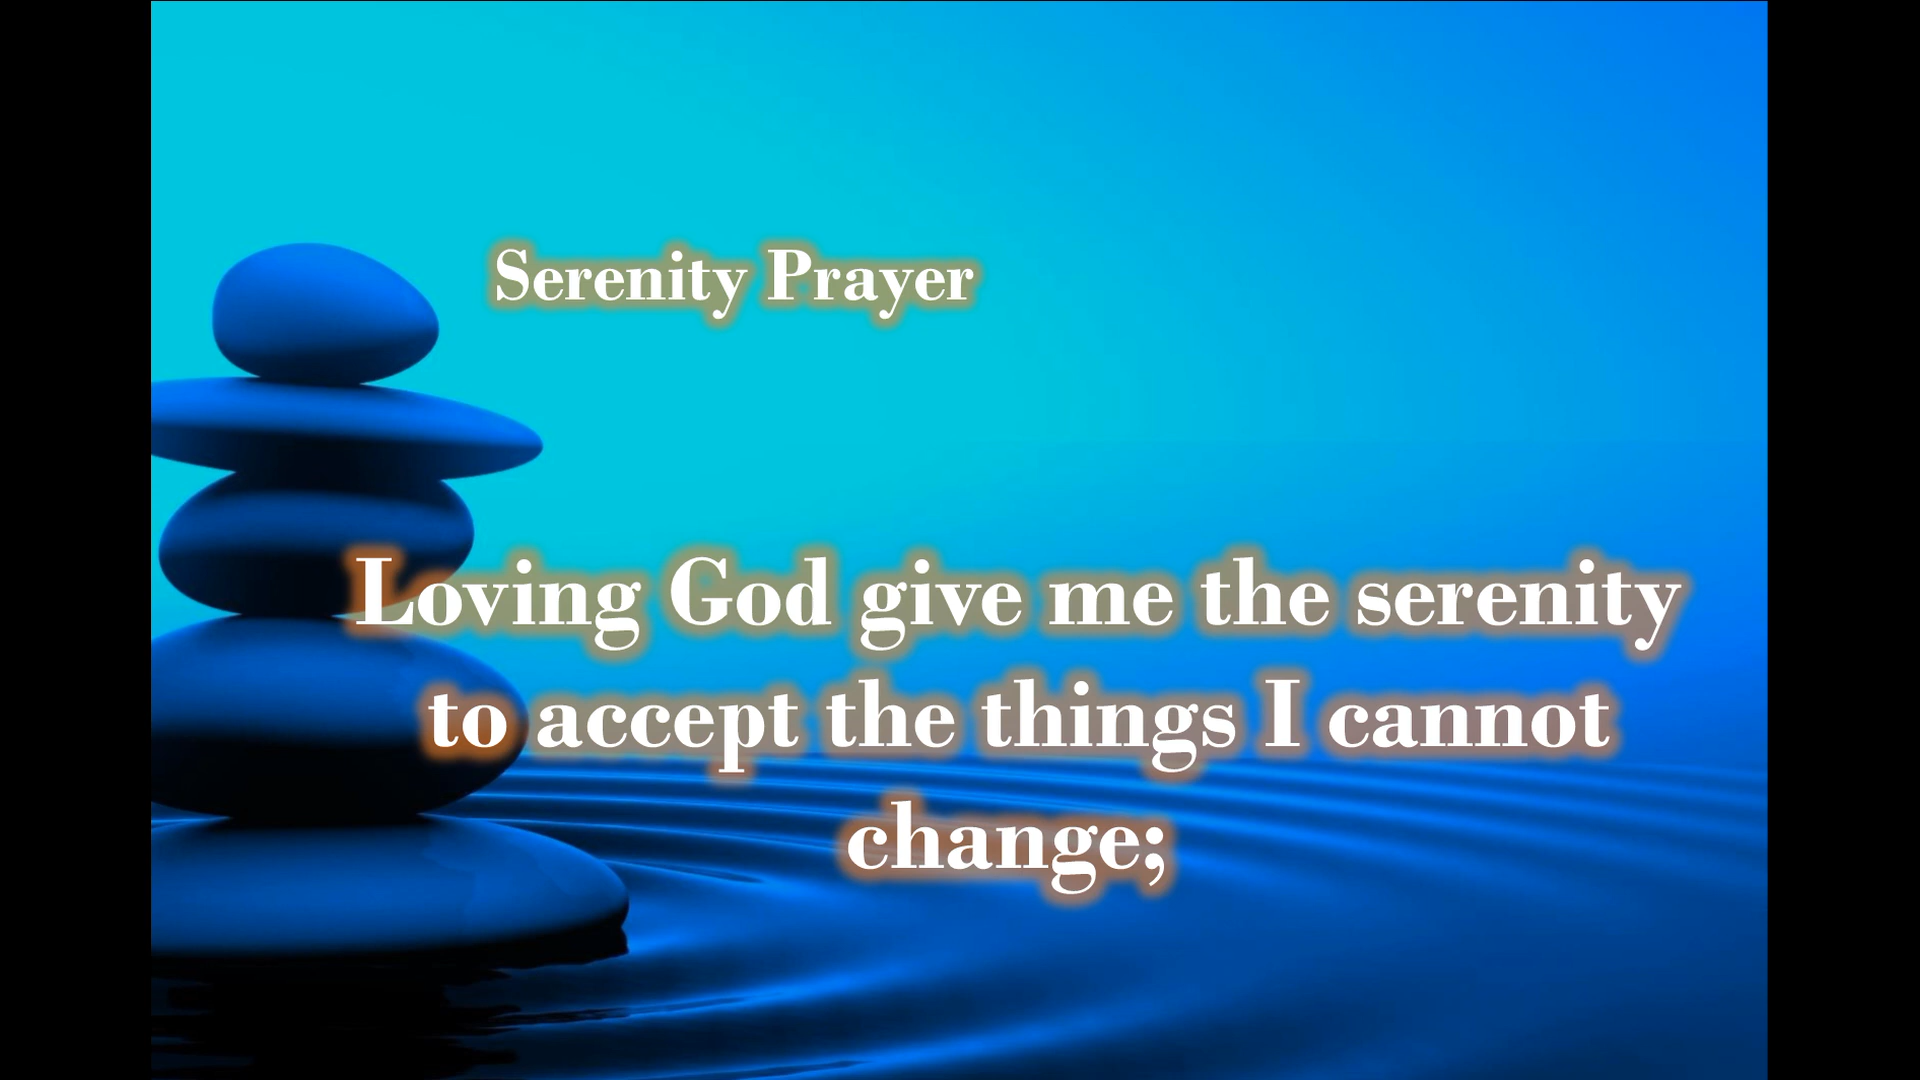 Serenity Prayer
Loving God give me the serenity
to accept the things I cannot
change;